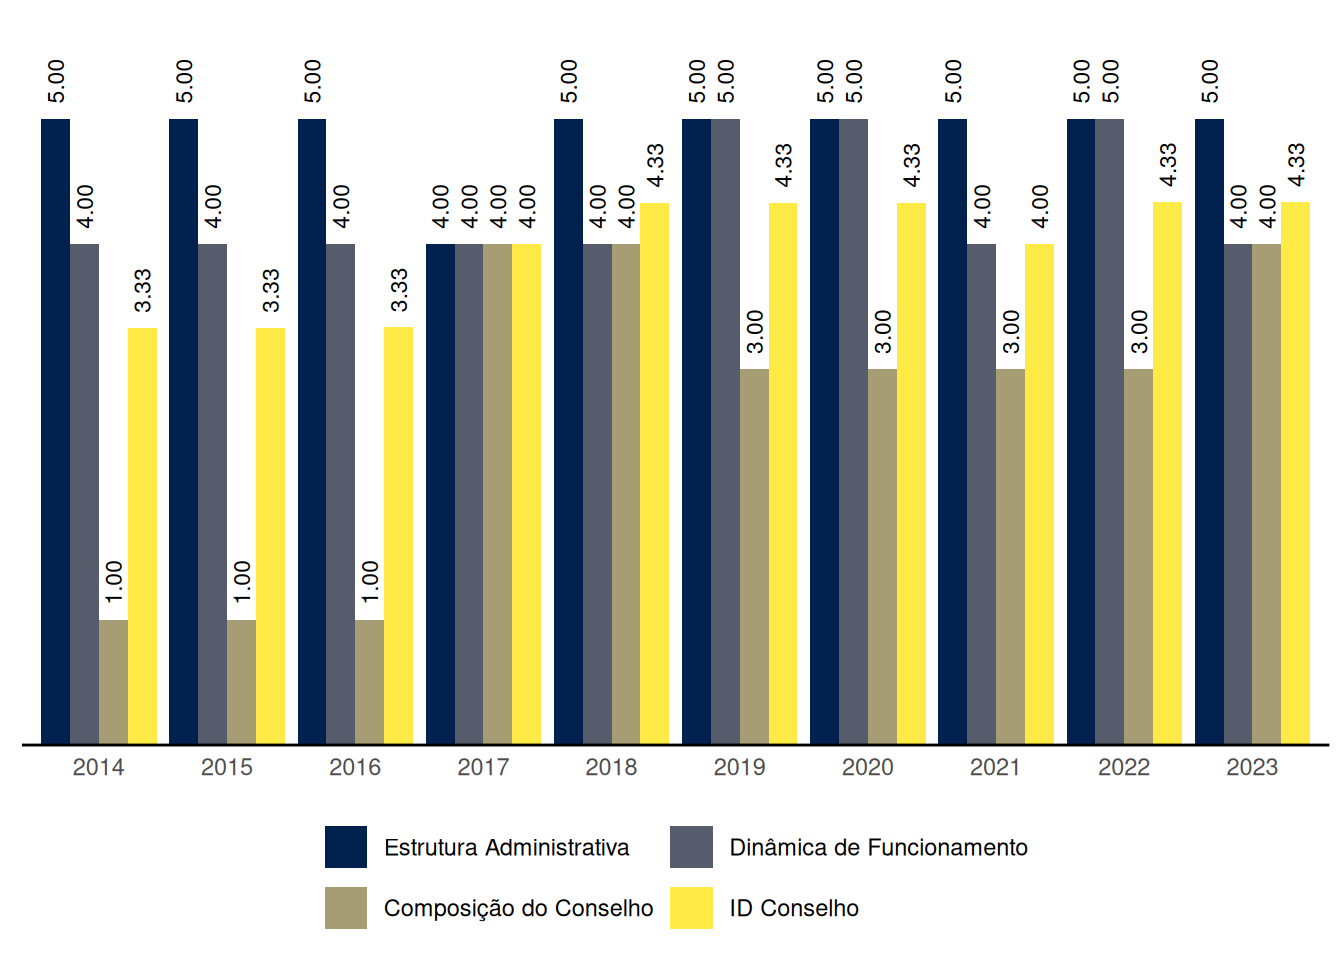 5.00 4.00 1.00 3.33 5.00 4.00 1.00 3.33 5.00 4.00 1.00 3.33 4.00 4.00 4.00 4.00 5.00 4.00 4.00 4.33 5.00 5.00 3.00 4.33 5.00 5.00 3.00 4.33 5.00 4.00 3.00 4.00 5.00 5.00 3.00 4.33 5.00 4.00 4.00 4.33
2014 2015 2016 2017 2018 2019 2020 2021 2022 2023
Estrutura Administrativa Dinâmica de Funcionamento
Composição do Conselho ID Conselho